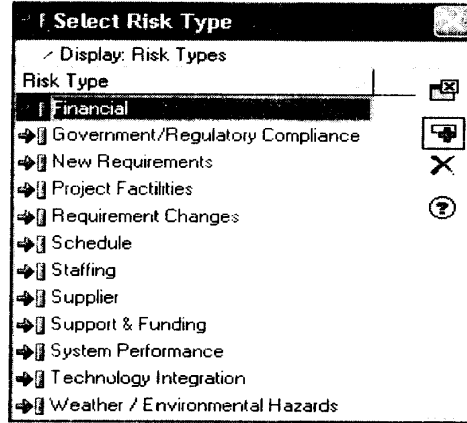 Select Risk Type
Display: Risk Types
Risk Type
Financial
Government/Regulatory Compliance
New Requirements
Project Factilities
Requirement Changes
Schedule
Staffing
Supplier
Support & Funding
System Performance
Technology Integration
Weather / Environmental Hazards